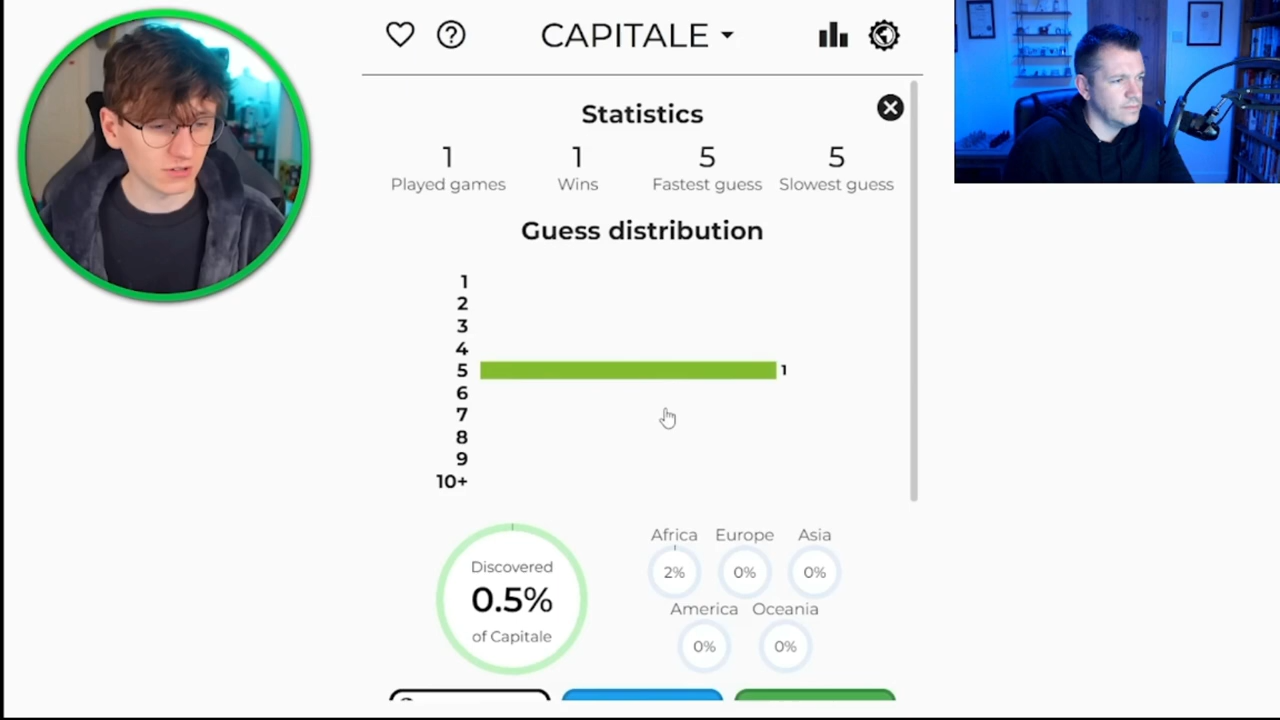 CAPITALE
Statistics
1 1 5 5
Played games Wins Fastest guess Slowest guess
Guess distribution
1
2
3
4
5 1
6
7
8
9
10+
Discovered
0.5%
of Capitale
Africa Europe Asia
2% 0% 0%
America Oceania
0% 0%